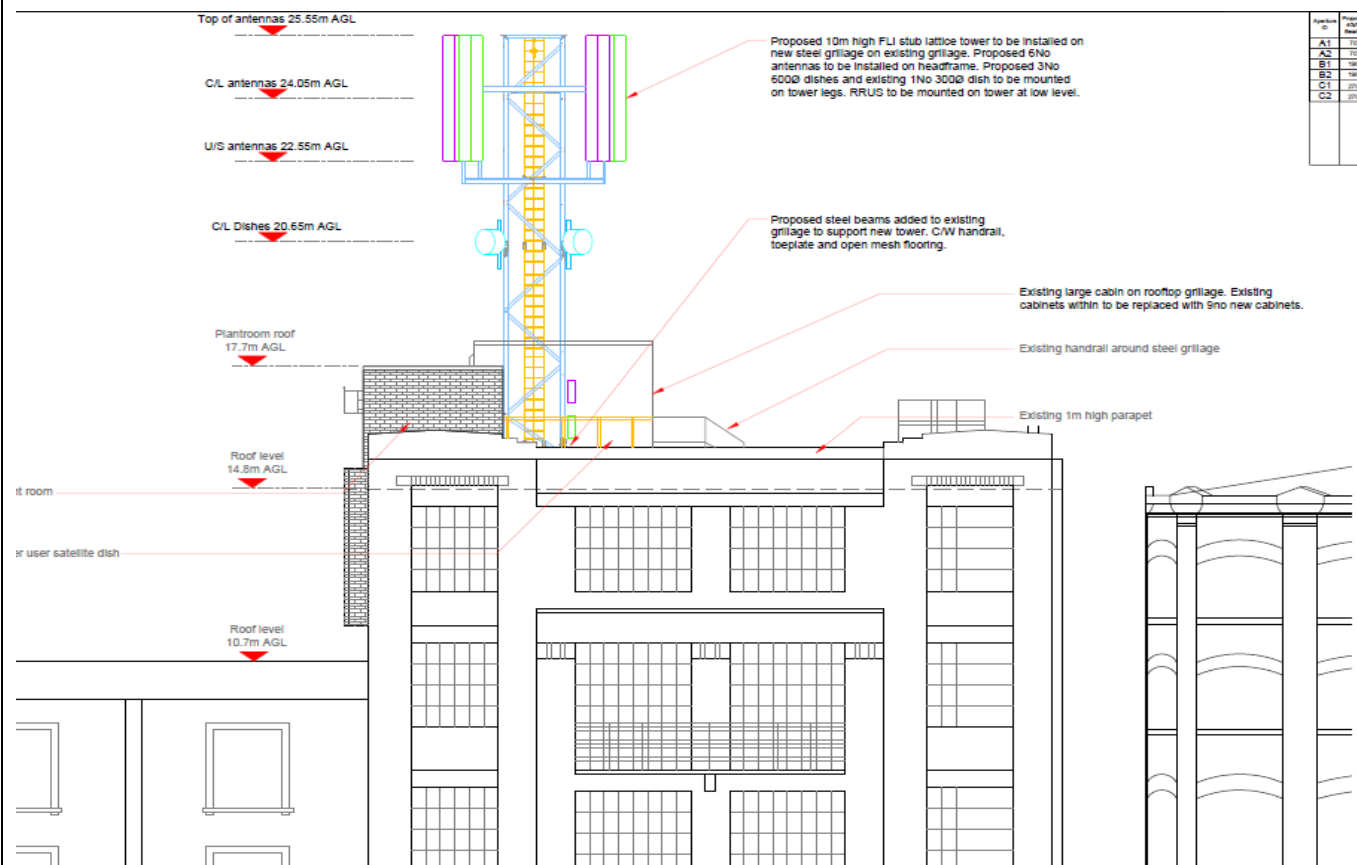 Top of antennas 25.55m AGL
C/L antennas 24.05m AGL
U/S antennas 22.55m AGL
C/L Dishes 20.65m AGL
Plantroom roof
17.7m AGL
Roof level
14.8m AGL
room
user satellite dish
Roof level
10.7m AGL
Proposed 10m high FLI stub lattice tower to be installed on
new steel grillage on existing grillage. Proposed 6No
antennas to be installed on headframe. Proposed 3No
600Ø dishes and existing 1No 300Ø dish to be mounted
on tower legs. RRUS to be mounted on tower at low level.
Proposed steel beams added to existing
grillage to support new tower. C/W handrail,
toeplate and open mesh flooring.
Existing large cabin on rooftop grillage. Existing
cabinets within to be replaced with 9no new cabinets.
Existing handrail around steel grillage
Existing 1m high parapet
Aperture
ID
A1
A2
B1
B2
C1
C2